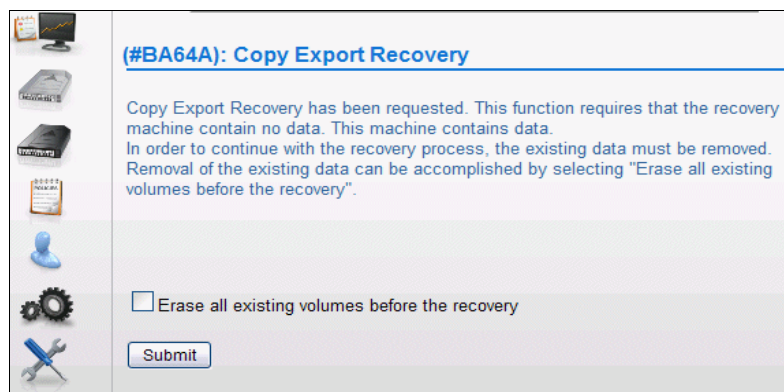 (#BA64A): Copy Export Recovery
Copy Export Recovery has been requested. This function requires that the recovery
machine contain no data. This machine contains data.
In order to continue with the recovery process, the existing data must be removed.
Removal of the existing data can be accomplished by selecting "Erase all existing
volumes before the recovery".
Erase all existing volumes before the recovery
Submit